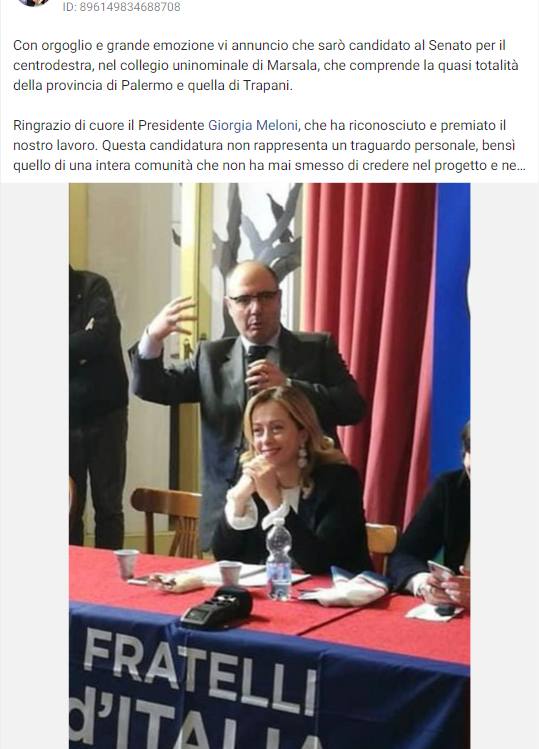 ID: 896149834688708
Con orgoglio e grande emozione vi annuncio che sarò candidato al Senato per il
centrodestra, nel collegio uninominale di Marsala, che comprende la quasi totalità
della provincia di Palermo e quella di Trapani.
Ringrazio di cuore il Presidente Giorgia Meloni, che ha riconosciuto e premiato il
nostro lavoro. Questa candidatura non rappresenta un traguardo personale, bensì
quello di una intera comunità che non ha mai smesso di credere nel progetto e ne…
FRATELLI
d'ITALIA